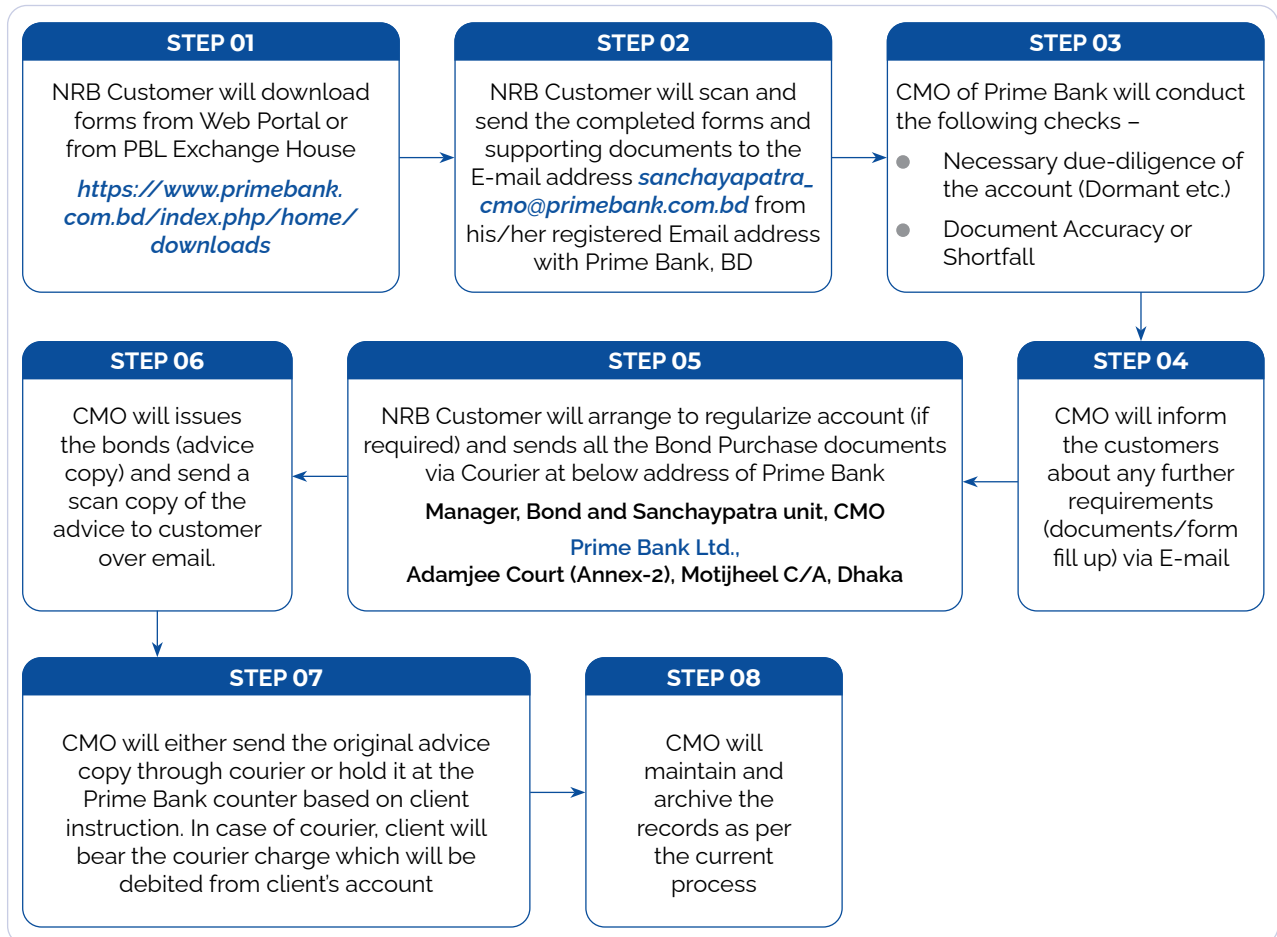 STEP 01
NRB Customer will download
forms from Web Portal or
from PBL Exchange House
https://www.primebank.
com.bd/index.php/home/
downloads
STEP 02
NRB Customer will scan and
send the completed forms and
supporting documents to the
E-mail address sanchayapatra_
cmo@primebank.com.bd from
his/her registered Email address
with Prime Bank, BD
STEP 03
CMO of Prime Bank will conduct
the following checks –
● Necessary due-diligence of
the account (Dormant etc.)
● Document Accuracy or
Shortfall
STEP 04
CMO will inform
the customers
about any further
requirements
(documents/form
fill up) via E-mail
STEP 05
NRB Customer will arrange to regularize account (if
required) and sends all the Bond Purchase documents
via Courier at below address of Prime Bank
Manager, Bond and Sanchaypatra unit, CMO
Prime Bank Ltd.,
Adamjee Court (Annex-2), Motijheel C/A, Dhaka
STEP 06
CMO will issues
the bonds (advice
copy) and send a
scan copy of the
advice to customer
over email.
STEP 07
CMO will either send the original advice
copy through courier or hold it at the
Prime Bank counter based on client
instruction. In case of courier, client will
bear the courier charge which will be
debited from client's account
STEP 08
CMO will
maintain and
archive the
records as per
the current
process